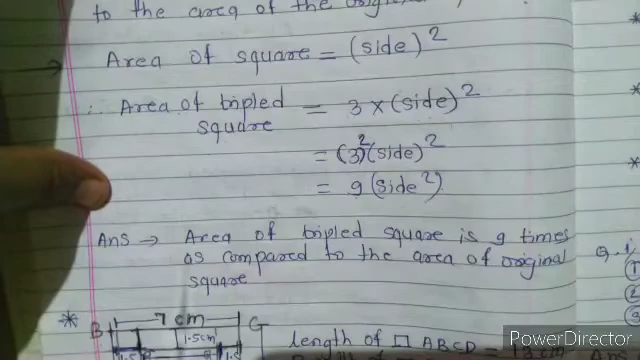 to the area of the
→ Area of square = (side)²
∴ Area of tripled square = 3 × (side)²
= (3)² (side)²
= 9 (side²)
Ans → Area of tripled square is 9 times
as compared to the area of original
square
* B 7 cm G
1.5cm
length of □ ABCD =
1.5
PowerDirector